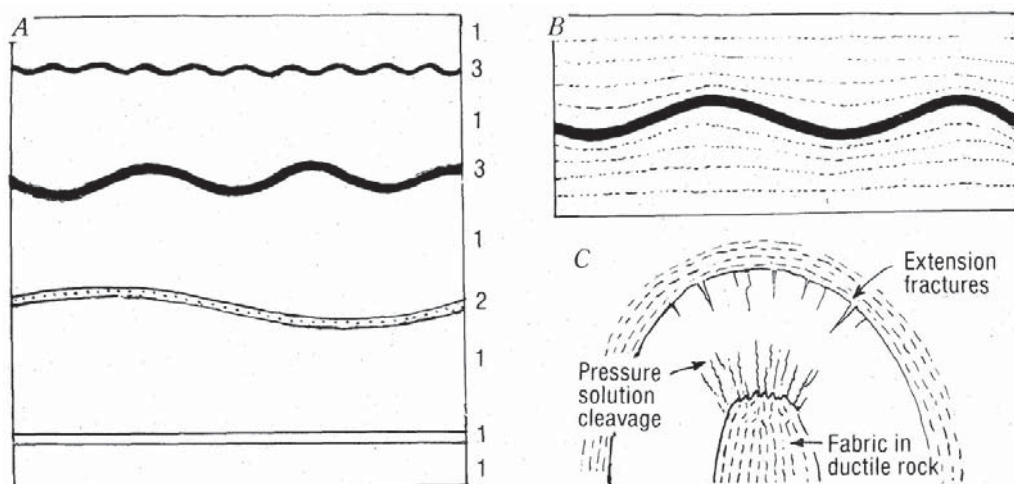 A
1
3
1
3
1
2
1
1
1
B
C
Extension
fractures
Pressure
solution
cleavage
Fabric in
ductile rock